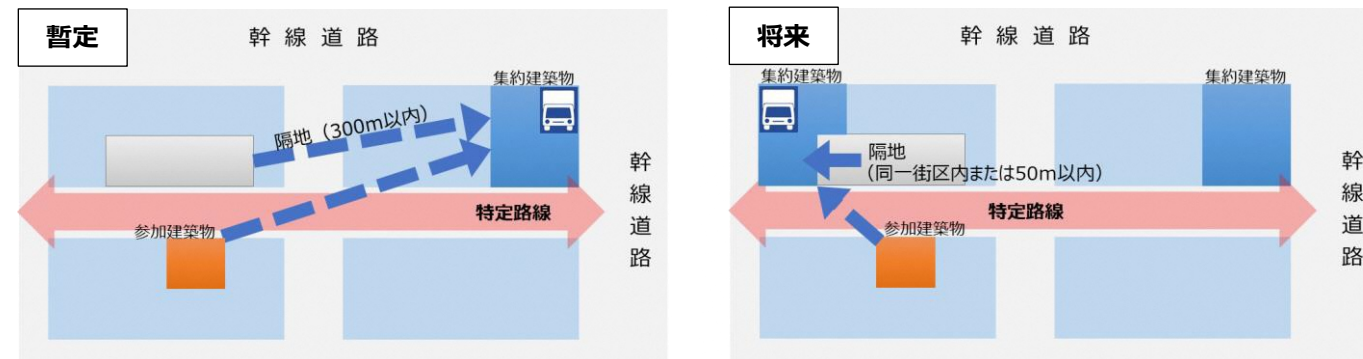 暫定
幹線道路
集約建築物
隔地（300m以内）
幹線道路
特定路線
参加建築物
将来
幹線道路
集約建築物
集約建築物
隔地
（同一街区内または50m以内）
幹線道路
特定路線
参加建築物